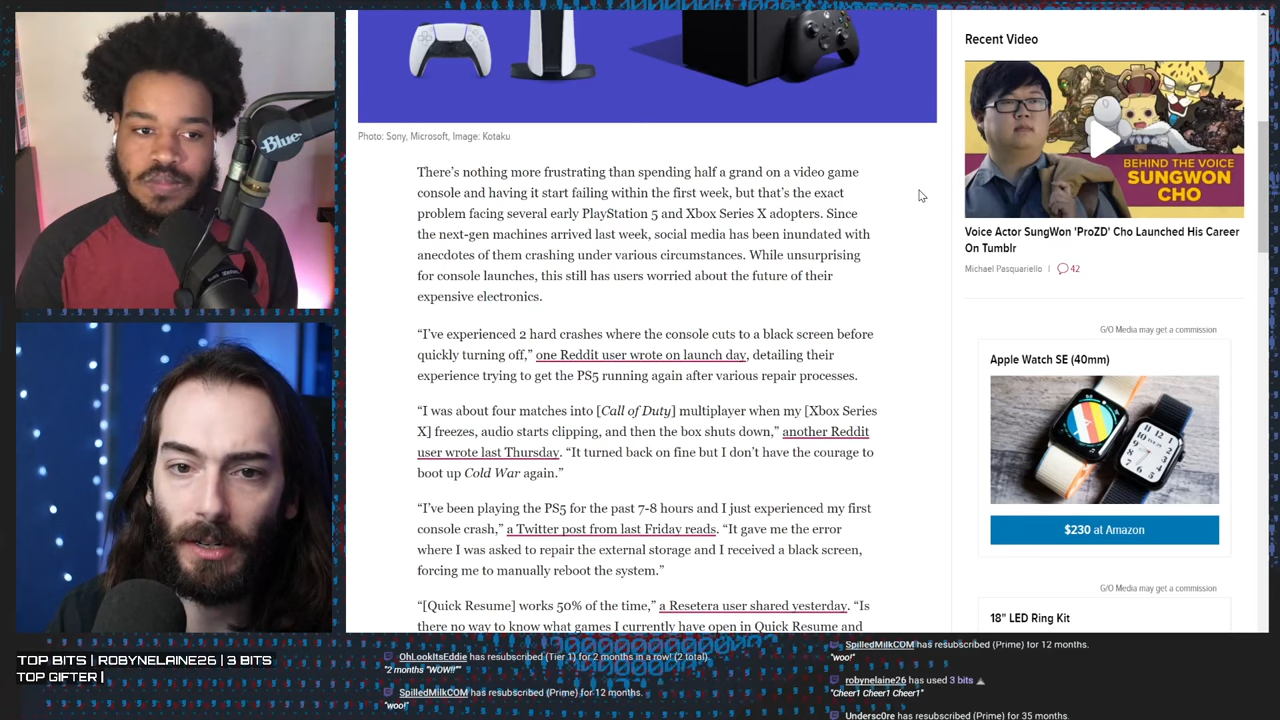 Blue
Photo: Sony, Microsoft, Image: Kotaku
There's nothing more frustrating than spending half a grand on a video game
console and having it start failing within the first week, but that's the exact
problem facing several early PlayStation 5 and Xbox Series X adopters. Since
the next-gen machines arrived last week, social media has been inundated with
anecdotes of them crashing under various circumstances. While unsurprising
for console launches, this still has users worried about the future of their
expensive electronics.
“I've experienced 2 hard crashes where the console cuts to a black screen before
quickly turning off,” one Reddit user wrote on launch day, detailing their
experience trying to get the PS5 running again after various repair processes.
“I was about four matches into [Call of Duty] multiplayer when my [Xbox Series
X] freezes, audio starts clipping, and then the box shuts down,” another Reddit
user wrote last Thursday. “It turned back on fine but I don't have the courage to
boot up Cold War again.”
“I've been playing the PS5 for the past 7-8 hours and I just experienced my first
console crash,” a Twitter post from last Friday reads. “It gave me the error
where I was asked to repair the external storage and I received a black screen,
forcing me to manually reboot the system.”
“[Quick Resume] works 50% of the time,” a Resetera user shared yesterday. “Is
there no way to know what games I currently have open in Quick Resume and
Recent Video
BEHIND THE VOICE
SUNGWON
CHO
Voice Actor SungWon 'ProZD' Cho Launched His Career
On Tumblr
Michael Pasquariello | 42
G/O Media may get a commission
Apple Watch SE (40mm)
$230 at Amazon
G/O Media may get a commission
18" LED Ring Kit
TOP BITS | ROBYNELAINE26 | 3 BITS
TOP GIFTER |
OhLookItsEddie has resubscribed (Tier 1) for 2 months in a row! (2 total).
"2 months *WOW!!*"
SpilledMilkCOM has resubscribed (Prime) for 12 months.
"woo!"
SpilledMilkCOM has resubscribed (Prime) for 12 months.
"woo!"
robynelaine26 has used 3 bits
"Cheer1 Cheer1 Cheer1"
Undersc0re has resubscribed (Prime) for 35 months.